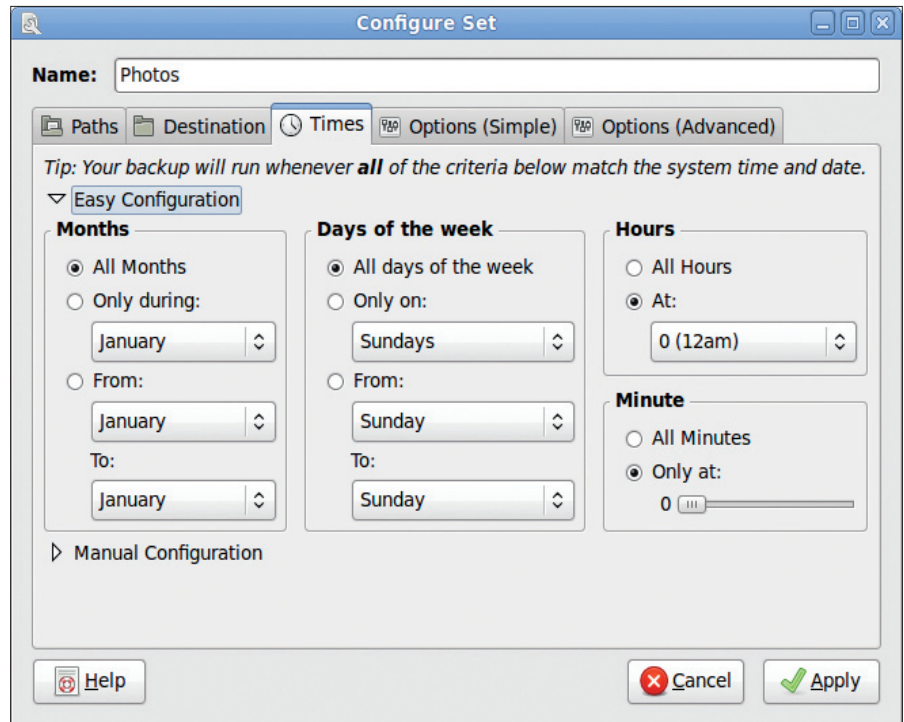 Configure Set
Name: Photos
Paths Destination Times Options (Simple) Options (Advanced)
Tip: Your backup will run whenever all of the criteria below match the system time and date.
Easy Configuration
Months
All Months
Only during:
January
From:
January
To:
January
Days of the week
All days of the week
Only on:
Sundays
From:
Sunday
To:
Sunday
Hours
All Hours
At:
0 (12am)
Minute
All Minutes
Only at:
0
Manual Configuration
Help Cancel Apply